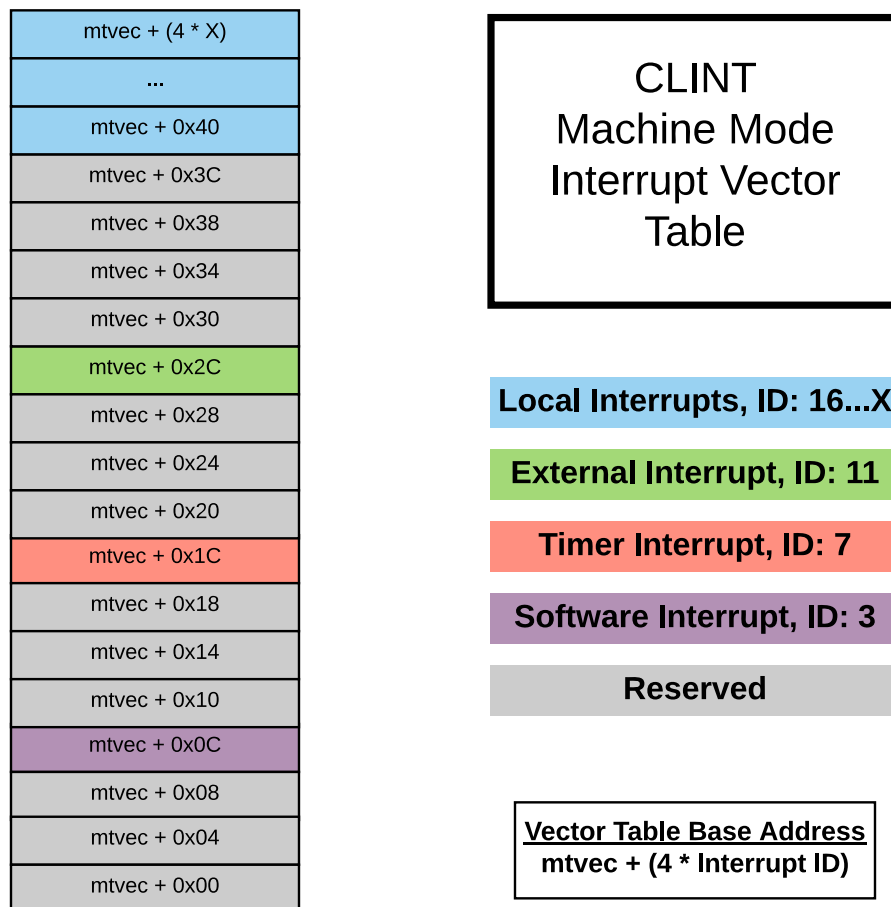 mtvec + (4 * X)
...
mtvec + 0x40
mtvec + 0x3C
mtvec + 0x38
mtvec + 0x34
mtvec + 0x30
mtvec + 0x2C
mtvec + 0x28
mtvec + 0x24
mtvec + 0x20
mtvec + 0x1C
mtvec + 0x18
mtvec + 0x14
mtvec + 0x10
mtvec + 0x0C
mtvec + 0x08
mtvec + 0x04
mtvec + 0x00
CLINT
Machine Mode
Interrupt Vector
Table
Local Interrupts, ID: 16...X
External Interrupt, ID: 11
Timer Interrupt, ID: 7
Software Interrupt, ID: 3
Reserved
Vector Table Base Address
mtvec + (4 * Interrupt ID)